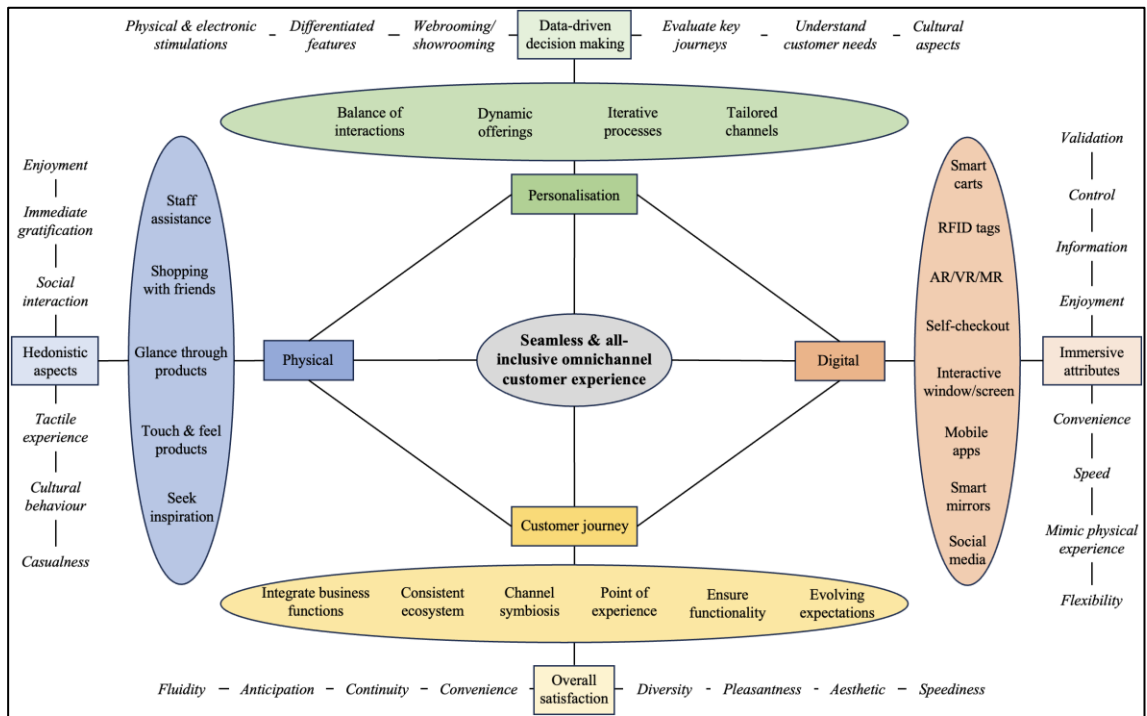 Physical & electronic
stimulations
Differentiated
features
Webrooming/
showrooming
Data-driven
decision making
Evaluate key
journeys
Understand
customer needs
Cultural
aspects
Balance of
interactions
Dynamic
offerings
Iterative
processes
Tailored
channels
Personalisation
Enjoyment
Immediate
gratification
Social
interaction
Hedonistic
aspects
Tactile
experience
Cultural
behaviour
Casualness
Staff
assistance
Shopping
with friends
Glance through
products
Touch & feel
products
Seek
inspiration
Physical
Seamless & all-
inclusive omnichannel
customer experience
Digital
Smart
carts
RFID tags
AR/VR/MR
Self-checkout
Interactive
window/screen
Mobile
apps
Smart
mirrors
Social
media
Validation
Control
Information
Enjoyment
Immersive
attributes
Convenience
Speed
Mimic physical
experience
Flexibility
Customer journey
Integrate business
functions
Consistent
ecosystem
Channel
symbiosis
Point of
experience
Ensure
functionality
Evolving
expectations
Fluidity
Anticipation
Continuity
Convenience
Overall
satisfaction
Diversity
Pleasantness
Aesthetic
Speediness